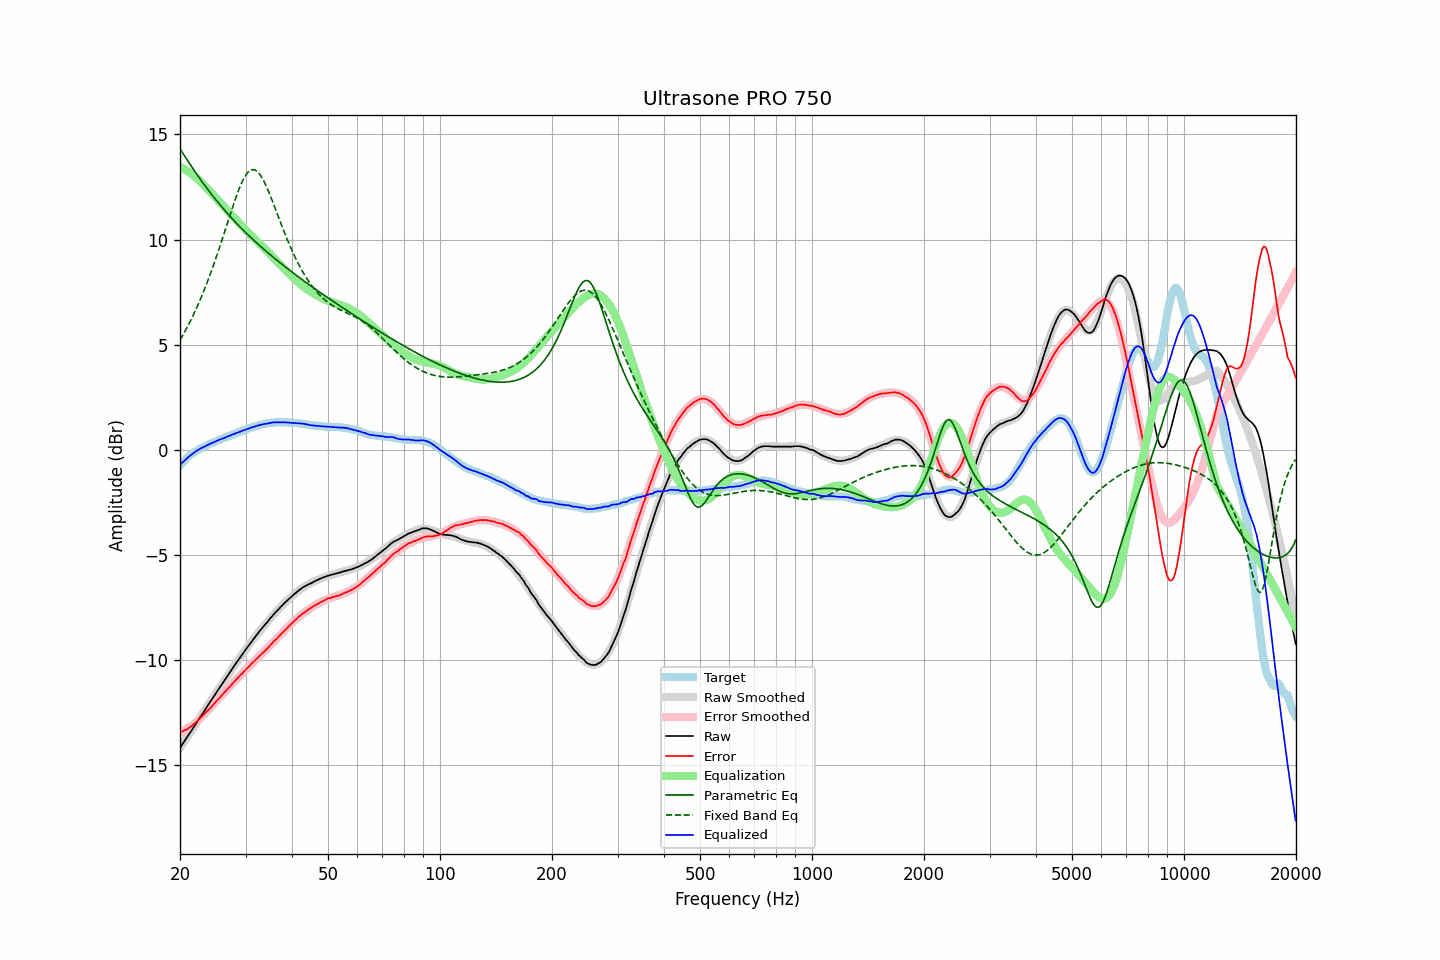 Ultrasone PRO 750
Amplitude (dBr)
15
10
5
0
−5
−10
−15
Target
Raw Smoothed
Error Smoothed
Raw
Error
Equalization
Parametric Eq
Fixed Band Eq
Equalized
20 50 100 200 500 1000 2000 5000 10000 20000
Frequency (Hz)